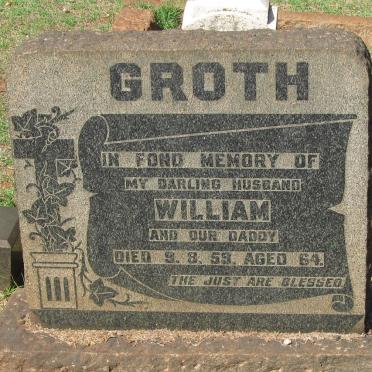 GROTH
IN FOND MEMORY OF
MY DARLING HUSBAND
WILLIAM
AND OUR DADDY
DIED 9.8.59. AGED 64.
THE JUST ARE BLESSED